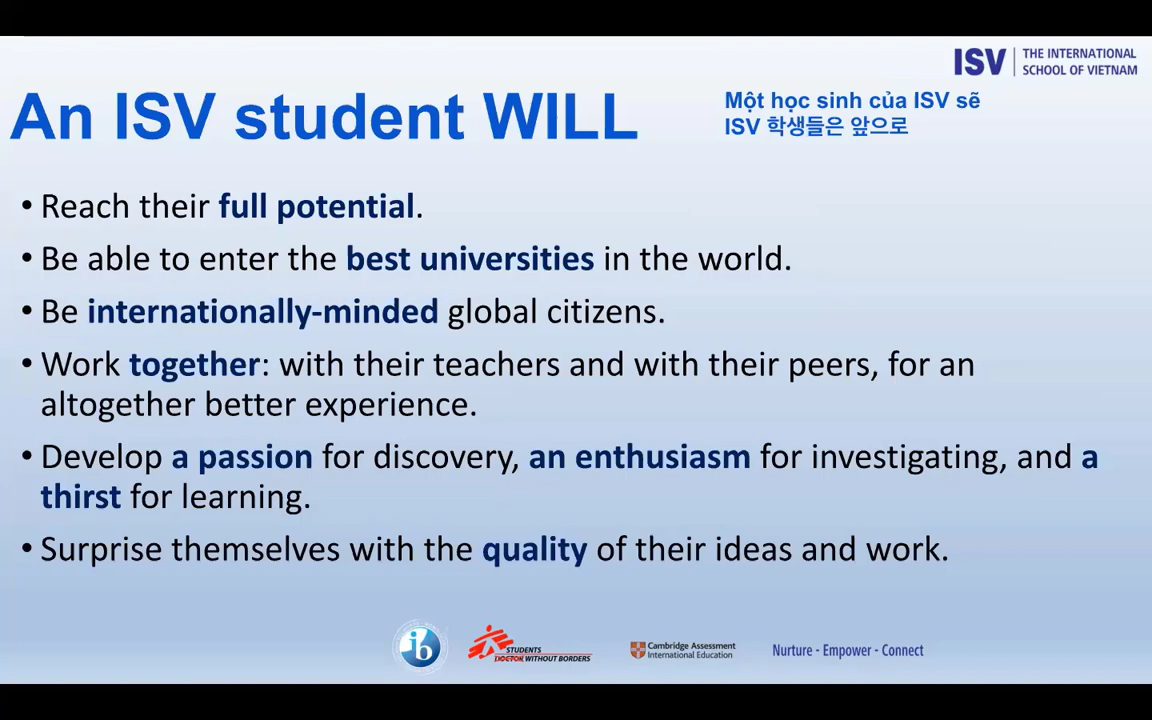 ISV THE INTERNATIONAL
SCHOOL OF VIETNAM
An ISV student WILL
Một học sinh của ISV sẽ
ISV 학생들은 앞으로
• Reach their full potential.
• Be able to enter the best universities in the world.
• Be internationally-minded global citizens.
• Work together: with their teachers and with their peers, for an
altogether better experience.
• Develop a passion for discovery, an enthusiasm for investigating, and a
thirst for learning.
• Surprise themselves with the quality of their ideas and work.
ib
STUDENTS
DOCTOR WITHOUT BORDERS
Cambridge Assessment
International Education
Nurture - Empower - Connect